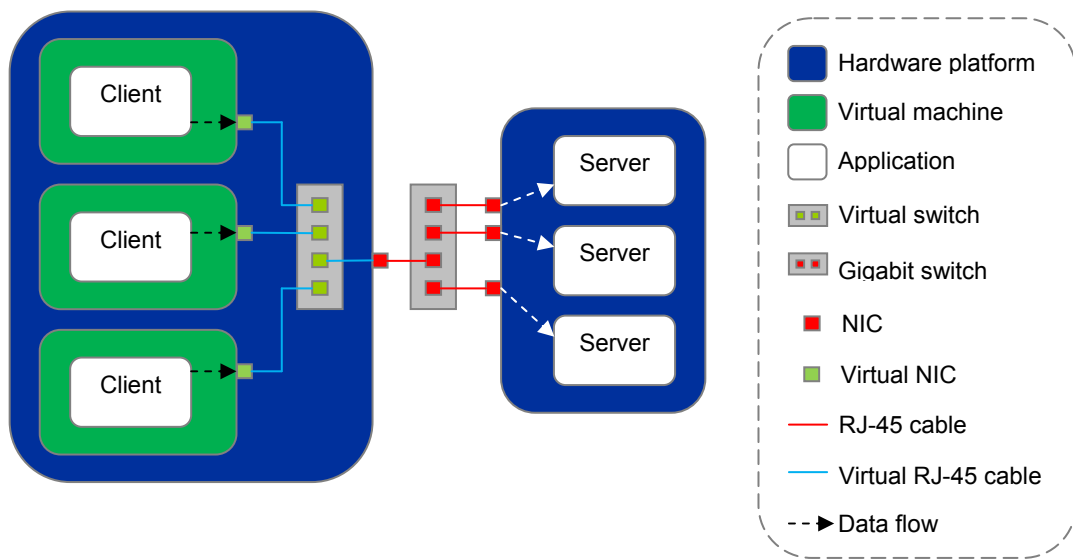 Client
Client
Client
Server
Server
Server
Hardware platform
Virtual machine
Application
Virtual switch
Gigabit switch
NIC
Virtual NIC
RJ-45 cable
Virtual RJ-45 cable
Data flow